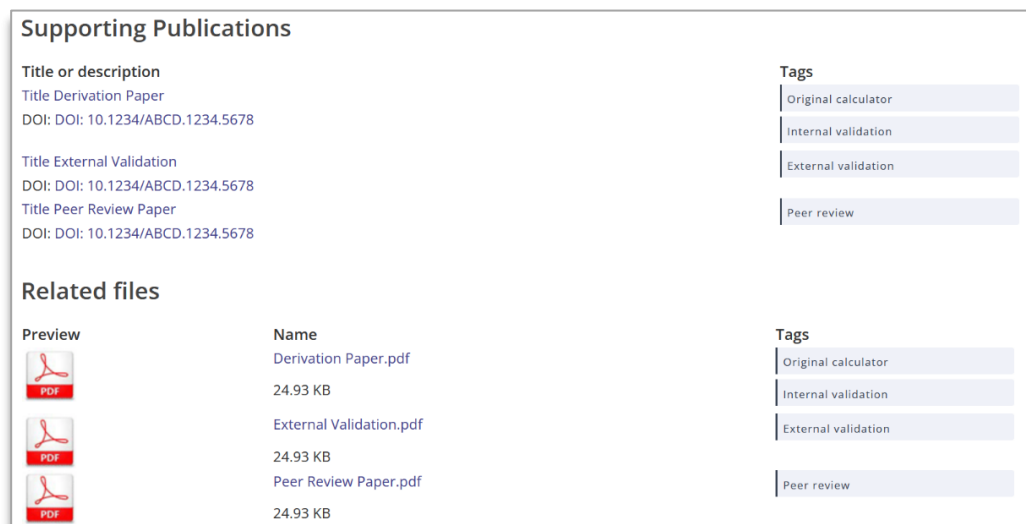 Supporting Publications
Title or description Tags
Title Derivation Paper Original calculator
DOI: DOI: 10.1234/ABCD.1234.5678
Internal validation
Title External Validation External validation
DOI: DOI: 10.1234/ABCD.1234.5678
Title Peer Review Paper Peer review
DOI: DOI: 10.1234/ABCD.1234.5678
Related files
Preview Name Tags
Derivation Paper.pdf Original calculator
PDF 24.93 KB Internal validation
External Validation.pdf External validation
PDF 24.93 KB
Peer Review Paper.pdf Peer review
PDF 24.93 KB